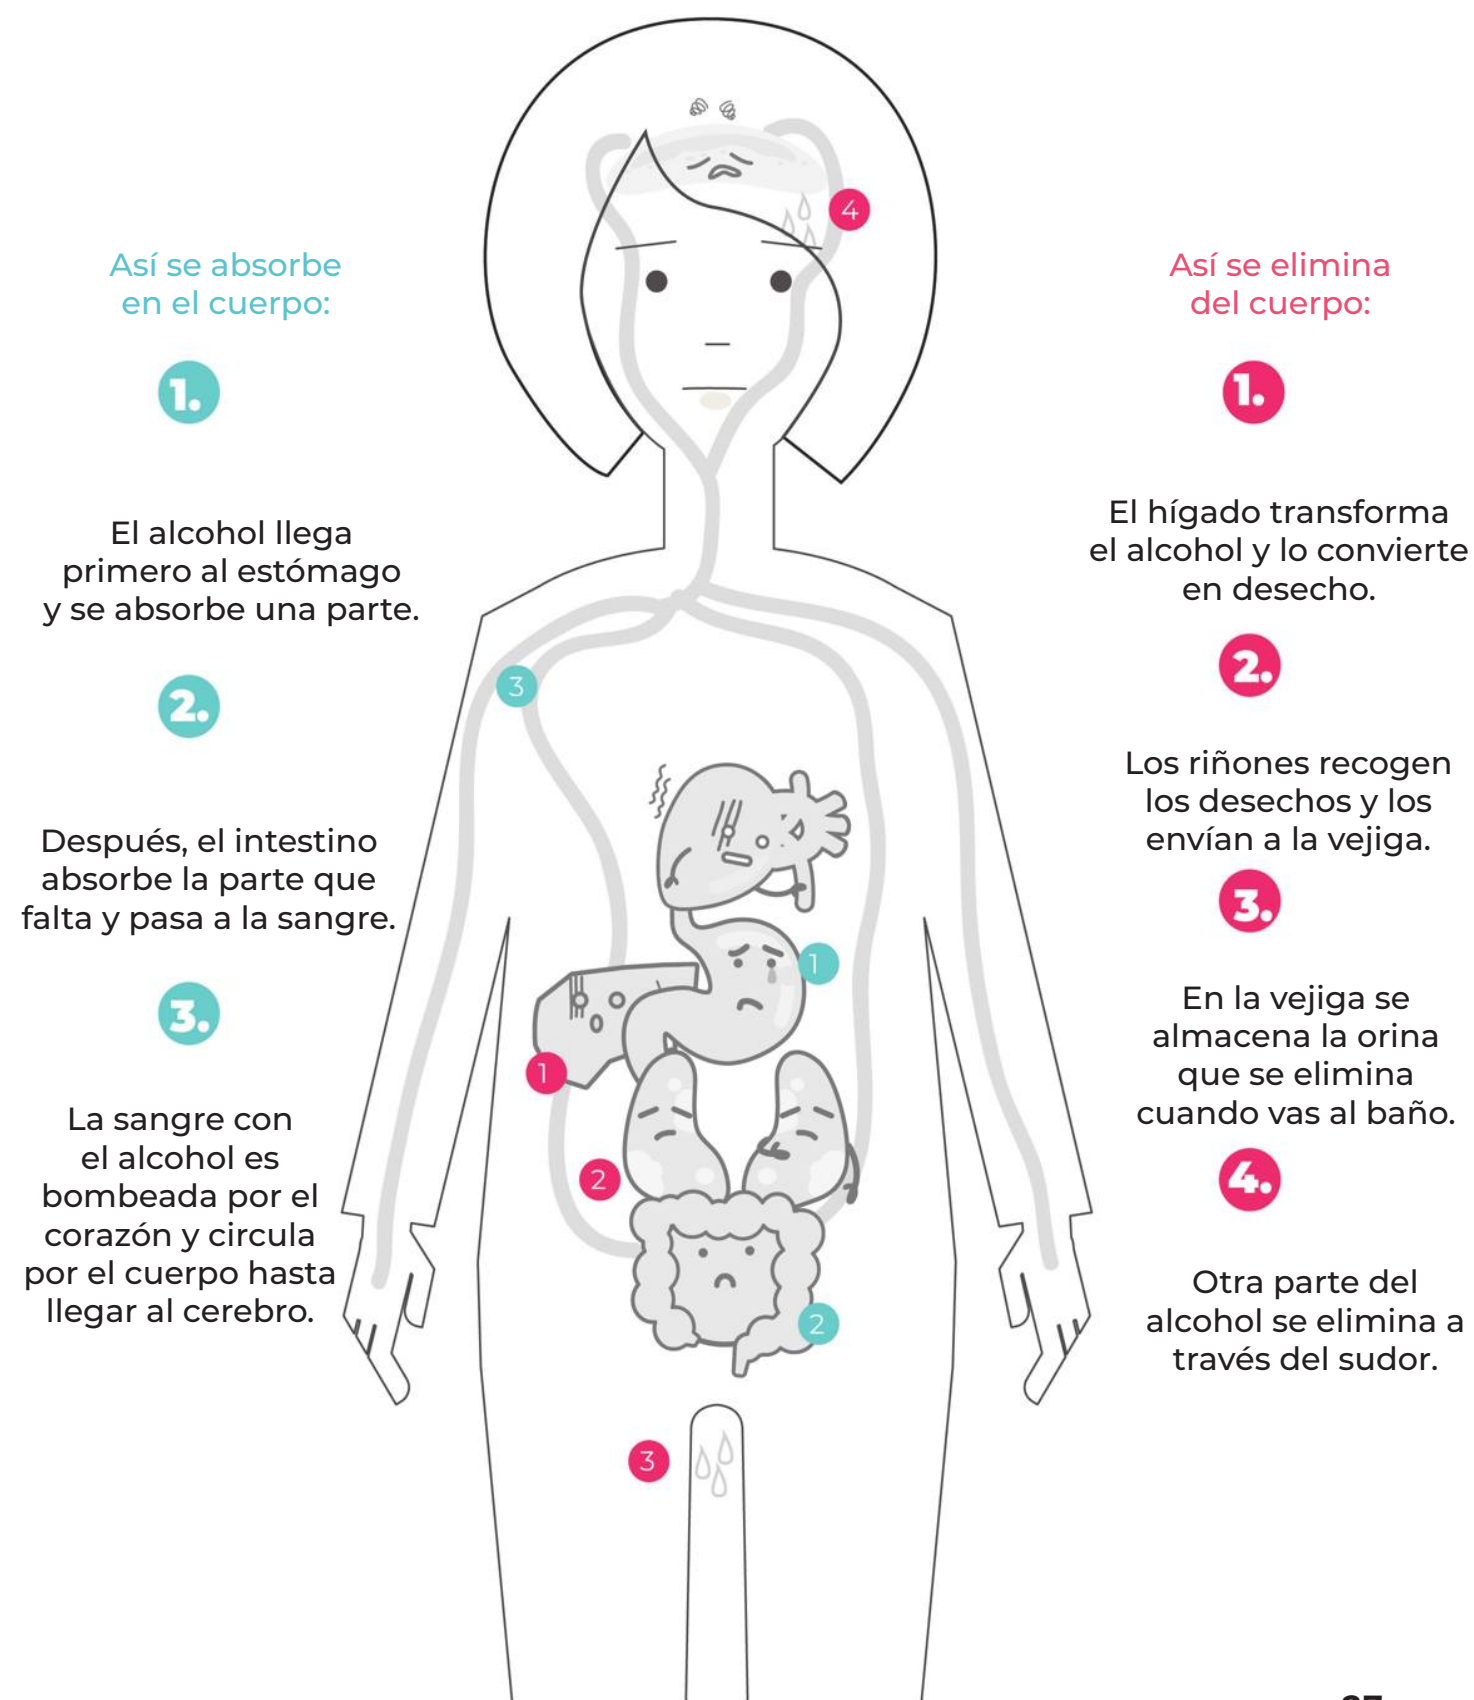 Así se absorbe
en el cuerpo:
1.
El alcohol llega
primero al estómago
y se absorbe una parte.
2.
Después, el intestino
absorbe la parte que
falta y pasa a la sangre.
3.
La sangre con
el alcohol es
bombeada por el
corazón y circula
por el cuerpo hasta
llegar al cerebro.
4
3
1
1
2
2
3
Así se elimina
del cuerpo:
1.
El hígado transforma
el alcohol y lo convierte
en desecho.
2.
Los riñones recogen
los desechos y los
envían a la vejiga.
3.
En la vejiga se
almacena la orina
que se elimina
cuando vas al baño.
4.
Otra parte del
alcohol se elimina a
través del sudor.